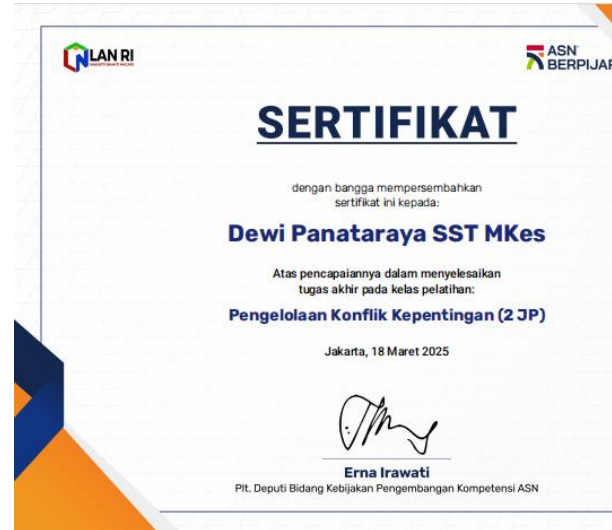 LAN RI
ASN
BERPIJAR
SERTIFIKAT
dengan bangga mempersembahkan
sertifikat ini kepada:
Dewi Panataraya SST MKes
Atas pencapaiannya dalam menyelesaikan
tugas akhir pada kelas pelatihan:
Pengelolaan Konflik Kepentingan (2 JP)
Jakarta, 18 Maret 2025
Erna Irawati
Plt. Deputi Bidang Kebijakan Pengembangan Kompetensi ASN